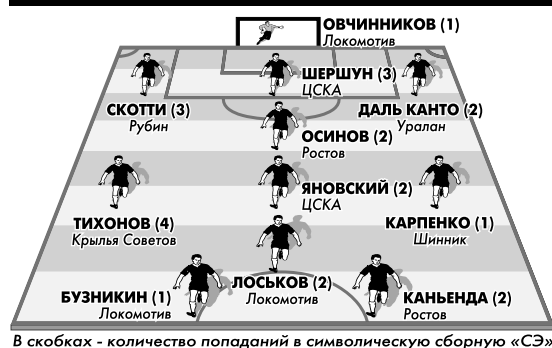 ОВЧИННИКОВ (1)
Локомотив
ШЕРШУН (3)
ЦСКА
СКОТТИ (3)
Рубин
ДАЛЬ КАНТО (2)
Уралан
ОСИНОВ (2)
Ростов
ЯНОВСКИЙ (2)
ЦСКА
ТИХОНОВ (4)
Крылья Советов
КАРПЕНКО (1)
Шинник
ЛОСЬКОВ (2)
Локомотив
БУЗНИКИН (1)
Локомотив
КАНЬЕНДА (2)
Ростов
В скобках - количество попаданий в символическую сборную «СЭ»